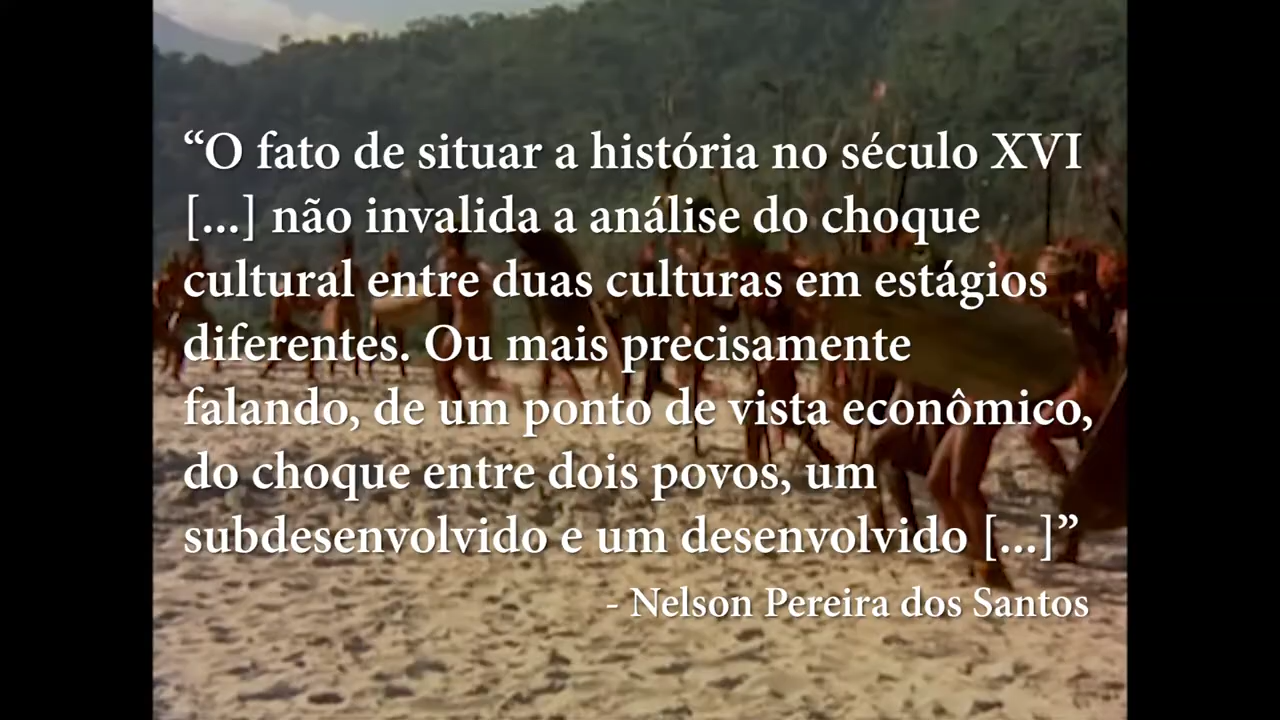 “O fato de situar a história no século XVI
[...] não invalida a análise do choque
cultural entre duas culturas em estágios
diferentes. Ou mais precisamente
falando, de um ponto de vista econômico,
do choque entre dois povos, um
subdesenvolvido e um desenvolvido [...]”
- Nelson Pereira dos Santos